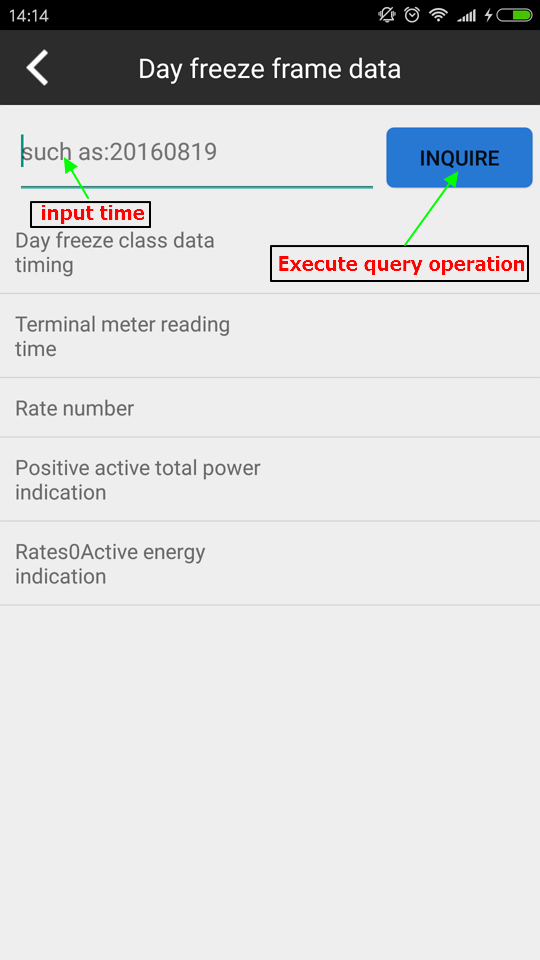 14:14
Day freeze frame data
such as:20160819
INQUIRE
input time
Day freeze class data
timing
Execute query operation
Terminal meter reading
time
Rate number
Positive active total power
indication
Rates0Active energy
indication